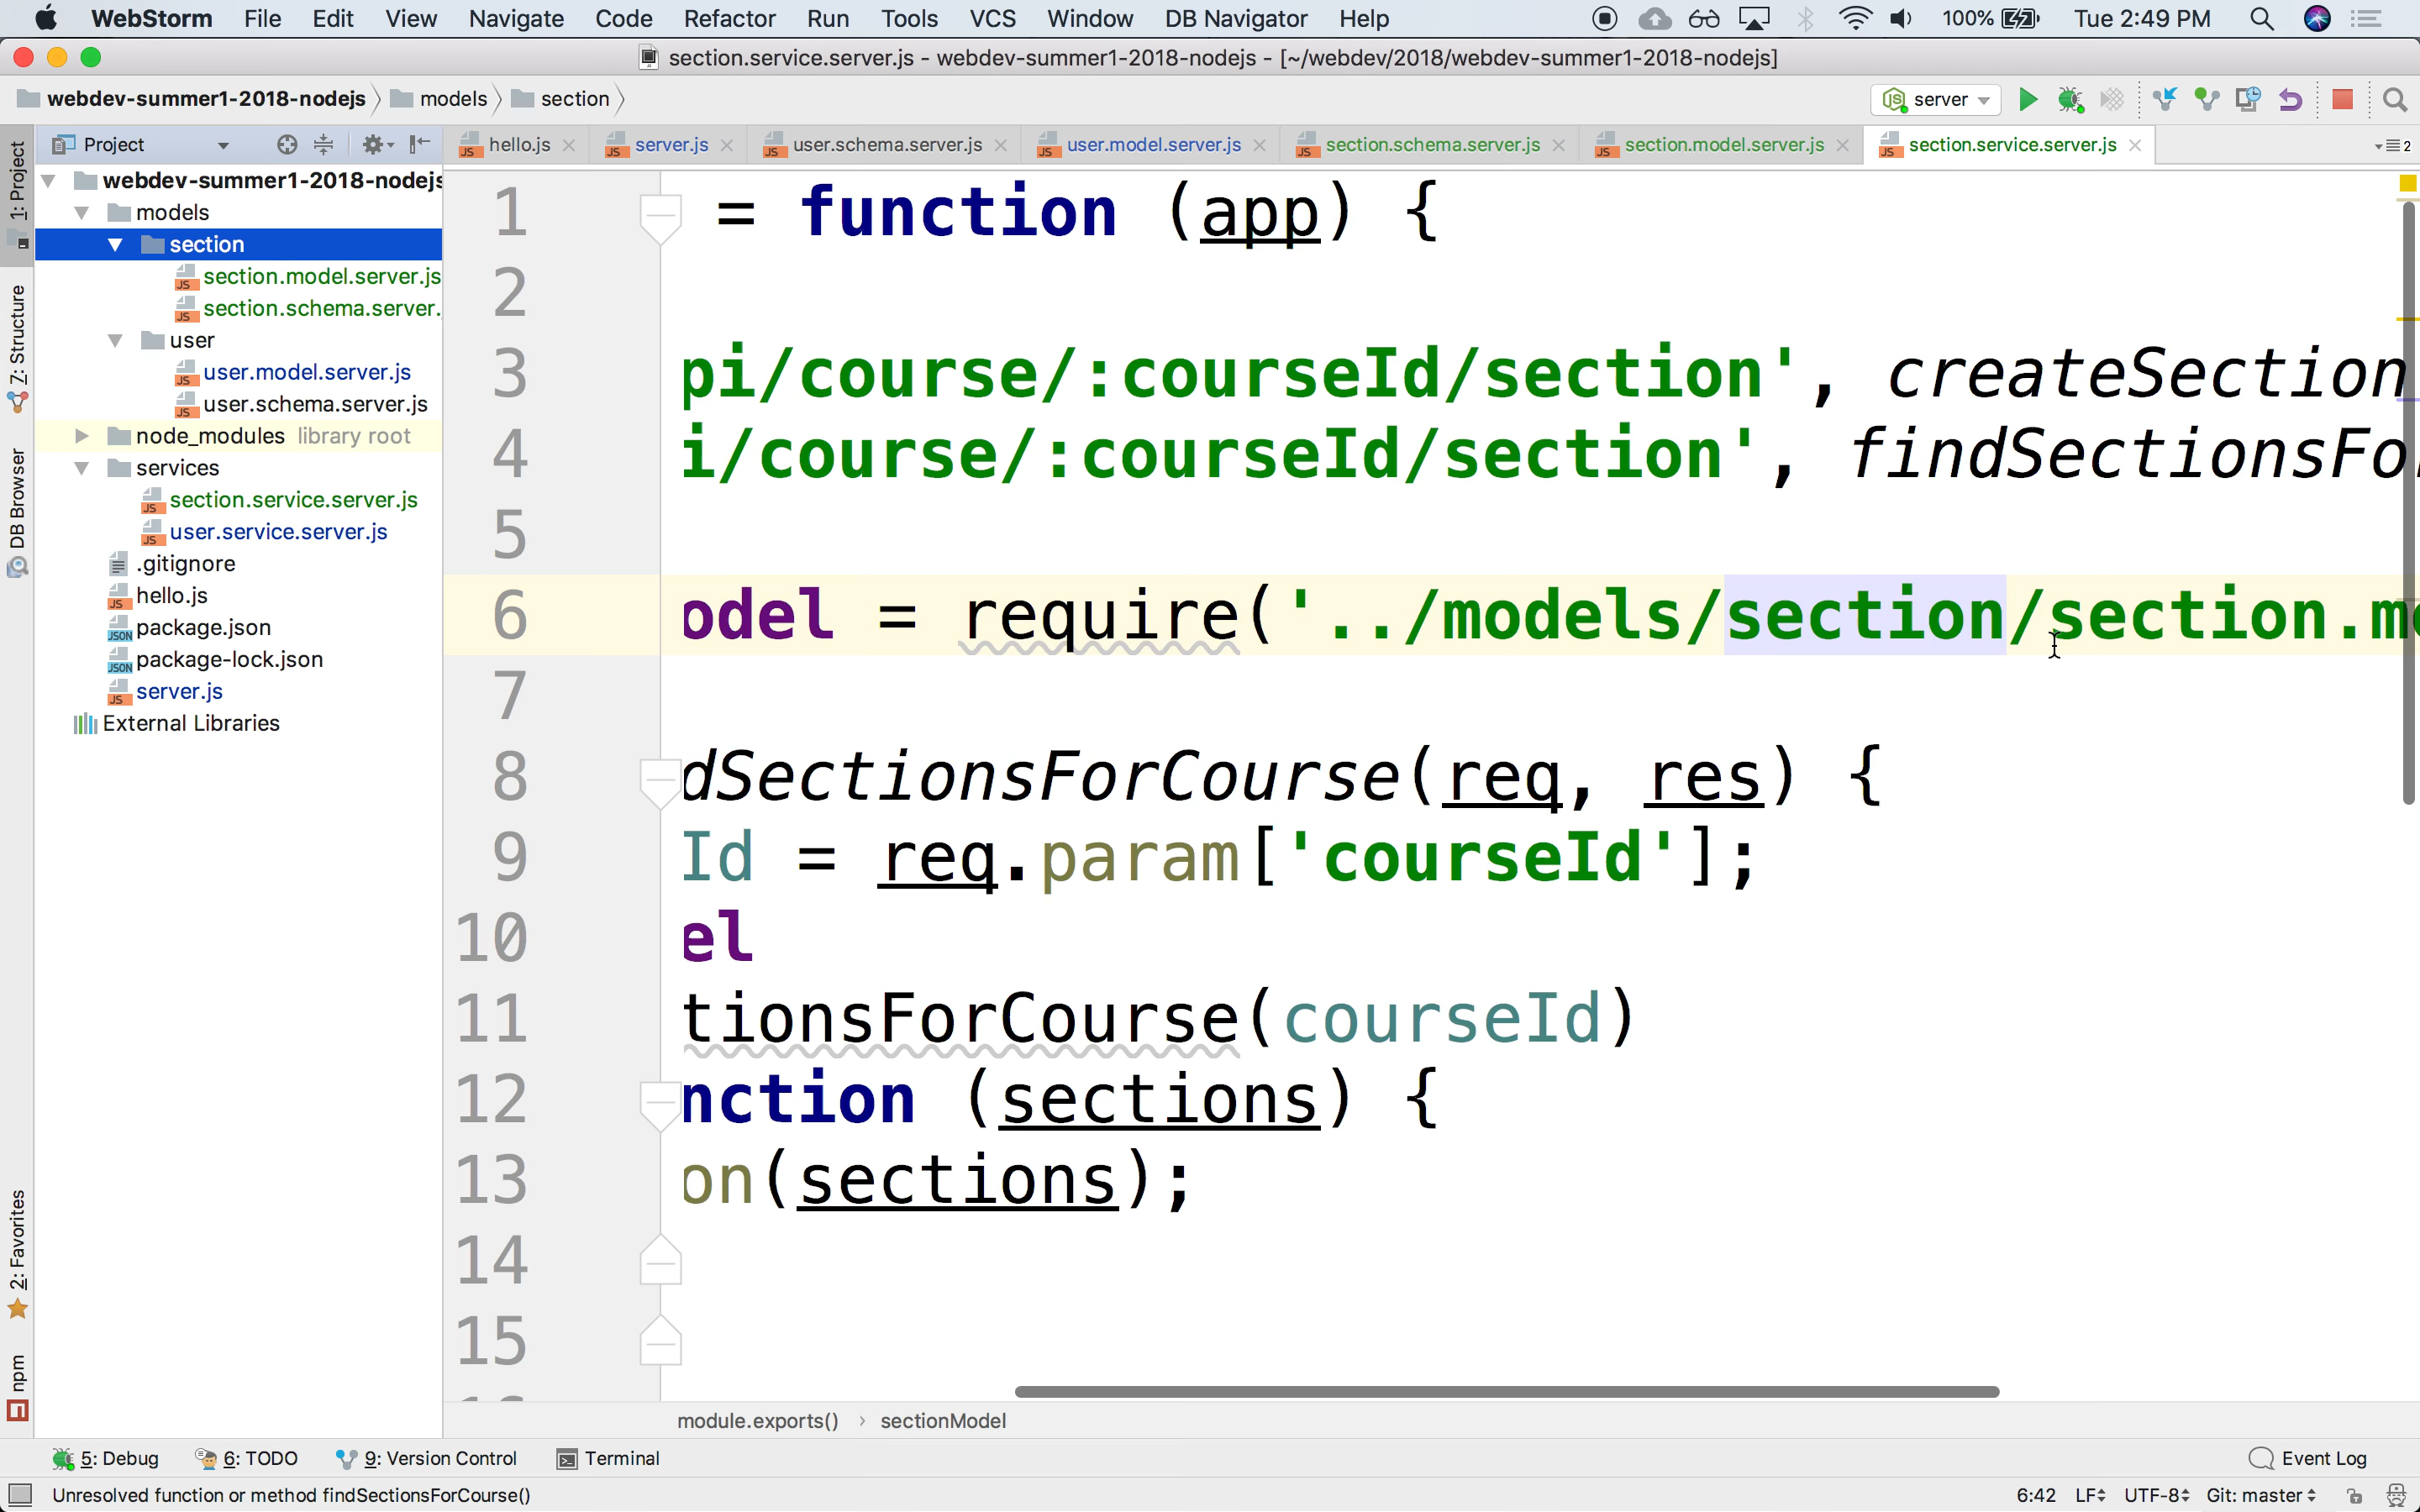 WebStorm File Edit View Navigate Code Refactor Run Tools VCS Window DB Navigator Help 100% Tue 2:49 PM
section.service.server.js - webdev-summer1-2018-nodejs - [~/webdev/2018/webdev-summer1-2018-nodejs]
webdev-summer1-2018-nodejs models section server
Project hello.js server.js user.schema.server.js user.model.server.js section.schema.server.js section.model.server.js section.service.server.js 2
1: Project
7: Structure
DB Browser
2: Favorites
npm
webdev-summer1-2018-nodejs
models
section
section.model.server.js
section.schema.server.
user
user.model.server.js
user.schema.server.js
node_modules library root
services
section.service.server.js
user.service.server.js
.gitignore
hello.js
package.json
package-lock.json
server.js
External Libraries
1 = function (app) {
2
3 pi/course/:courseId/section', createSection
4 i/course/:courseId/section', findSectionsFo
5
6 odel = require('../models/section/section.m
7
8 dSectionsForCourse(req, res) {
9 Id = req.param['courseId'];
10 el
11 tionsForCourse(courseId)
12 nction (sections) {
13 on(sections);
14
15
module.exports() › sectionModel
5: Debug 6: TODO 9: Version Control Terminal Event Log
Unresolved function or method findSectionsForCourse() 6:42 LF UTF-8 Git: master